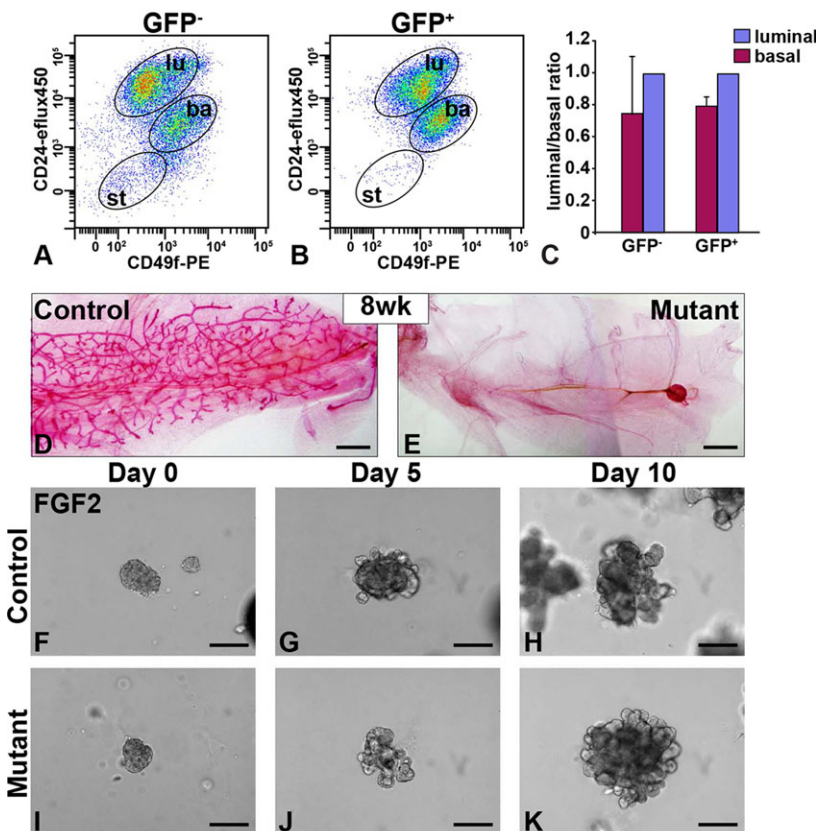 GFP-
GFP+
CD24-eflux450
lu
ba
st
10⁵
10⁴
10³
0
0 10² 10³ 10⁴ 10⁵
CD49f-PE
A
CD24-eflux450
lu
ba
st
10⁵
10⁴
10³
0
0 10² 10³ 10⁴ 10⁵
CD49f-PE
B
luminal
basal
luminal/basal ratio
1.2
1.0
0.8
0.6
0.4
0.2
0
GFP-
GFP+
C
Control
8wk
Mutant
D
E
Day 0
Day 5
Day 10
Control
FGF2
F
G
H
Mutant
I
J
K